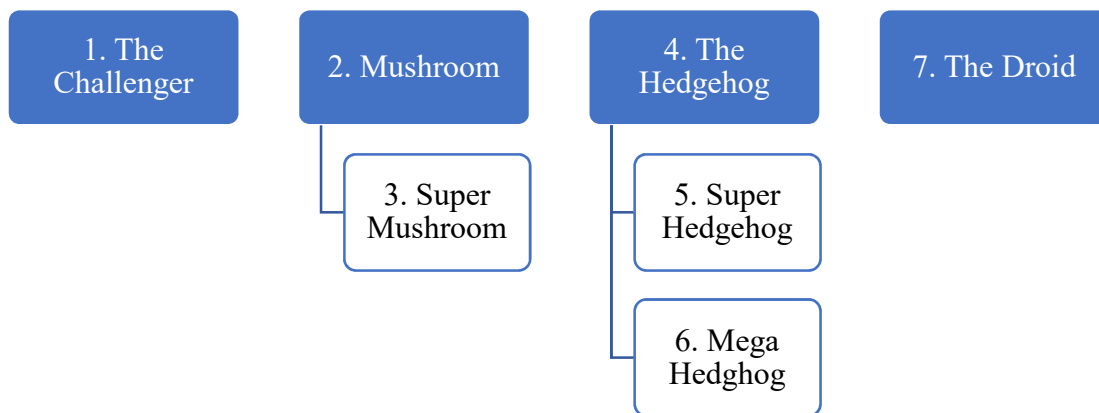 1. The
Challenger
2. Mushroom
3. Super
Mushroom
4. The
Hedgehog
5. Super
Hedgehog
6. Mega
Hedghog
7. The Droid